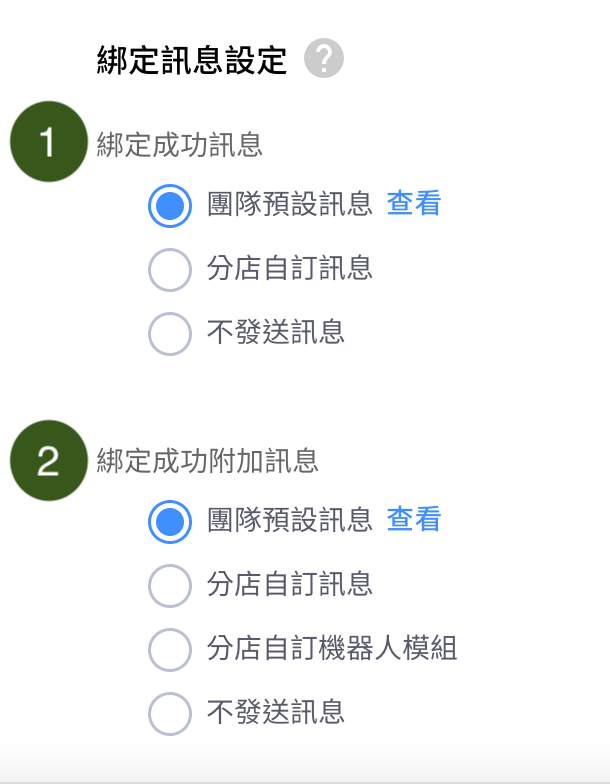 綁定訊息設定 ?
1 綁定成功訊息
團隊預設訊息 查看
分店自訂訊息
不發送訊息
2 綁定成功附加訊息
團隊預設訊息 查看
分店自訂訊息
分店自訂機器人模組
不發送訊息